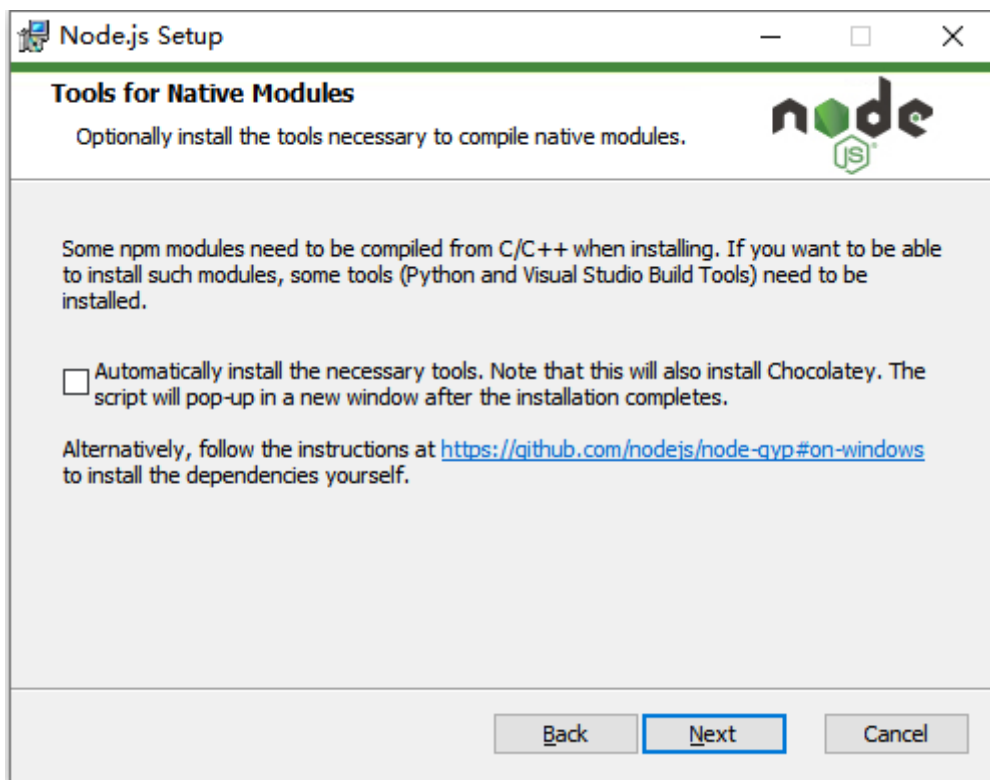 Node.js Setup
Tools for Native Modules
Optionally install the tools necessary to compile native modules.
node
JS
Some npm modules need to be compiled from C/C++ when installing. If you want to be able
to install such modules, some tools (Python and Visual Studio Build Tools) need to be
installed.
Automatically install the necessary tools. Note that this will also install Chocolatey. The
script will pop-up in a new window after the installation completes.
Alternatively, follow the instructions at https://github.com/nodejs/node-gyp#on-windows
to install the dependencies yourself.
Back
Next
Cancel